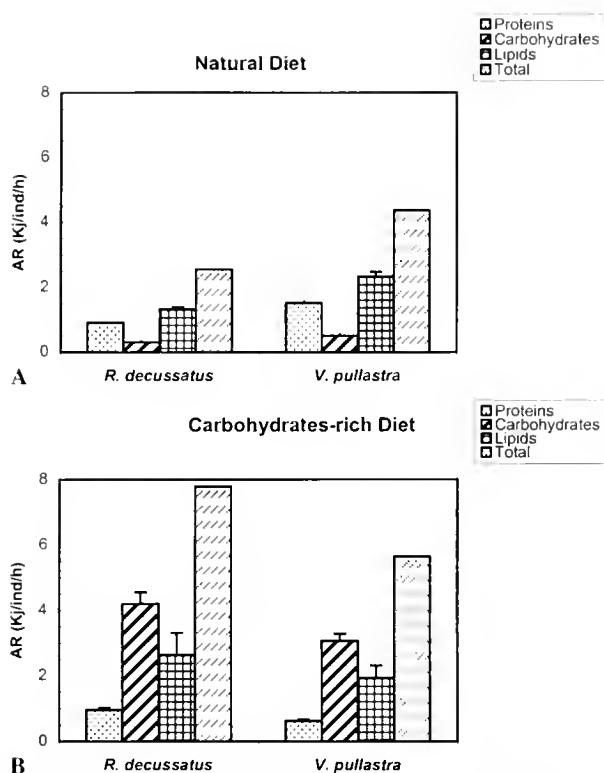 Proteins
Carbohydrates
Lipids
Total
Natural Diet
8
6
4
2
0
AR (Kj/ind/h)
R. decussatus
V. pullastra
A
Proteins
Carbohydrates
Lipids
Total
Carbohydrates-rich Diet
8
6
4
2
0
AR (Kj/ind/h)
R. decussatus
V. pullastra
B